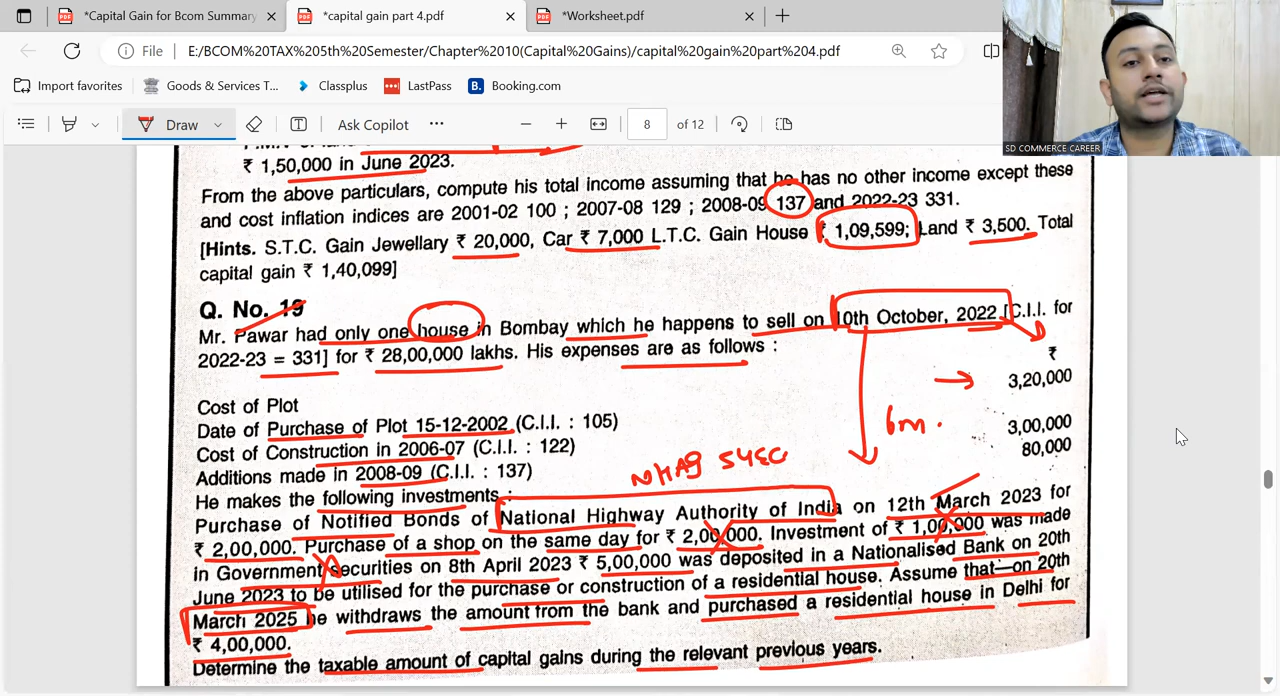 *Capital Gain for Bcom Summary
*capital gain part 4.pdf
*Worksheet.pdf
File E:/BCOM%20TAX%205th%20Semester/Chapter%2010(Capital%20Gains)/capital%20gain%20part%204.pdf
Import favorites
Goods & Services T...
Classplus
LastPass
B. Booking.com
Draw
Ask Copilot
8 of 12
SD COMMERCE CAREER
₹ 1,50,000 in June 2023.
From the above particulars, compute his total income assuming that he has no other income except these
and cost inflation indices are 2001-02 100 ; 2007-08 129 ; 2008-09 137 and 2022-23 331.
[Hints. S.T.C. Gain Jewellary ₹ 20,000, Car ₹ 7,000 L.T.C. Gain House ₹ 1,09,599; Land ₹ 3,500. Total
capital gain ₹ 1,40,099]
Q. No. 19
Mr. Pawar had only one house in Bombay which he happens to sell on 10th October, 2022 [C.I.I. for
2022-23 = 331] for ₹ 28,00,000 lakhs. His expenses are as follows :
₹
Cost of Plot 3,20,000
Date of Purchase of Plot 15-12-2002 (C.I.I. : 105)
Cost of Construction in 2006-07 (C.I.I. : 122) 3,00,000
Additions made in 2008-09 (C.I.I. : 137) 80,000
6m.
NHAI 54EC
He makes the following investments :
Purchase of Notified Bonds of National Highway Authority of India on 12th March 2023 for
₹ 2,00,000. Purchase of a shop on the same day for ₹ 2,00,000. Investment of ₹ 1,00,000 was made
in Government securities on 8th April 2023 ₹ 5,00,000 was deposited in a Nationalised Bank on 20th
June 2023 to be utilised for the purchase or construction of a residential house. Assume that—on 20th
March 2025 he withdraws the amount from the bank and purchased a residential house in Delhi for
₹ 4,00,000.
Determine the taxable amount of capital gains during the relevant previous years.